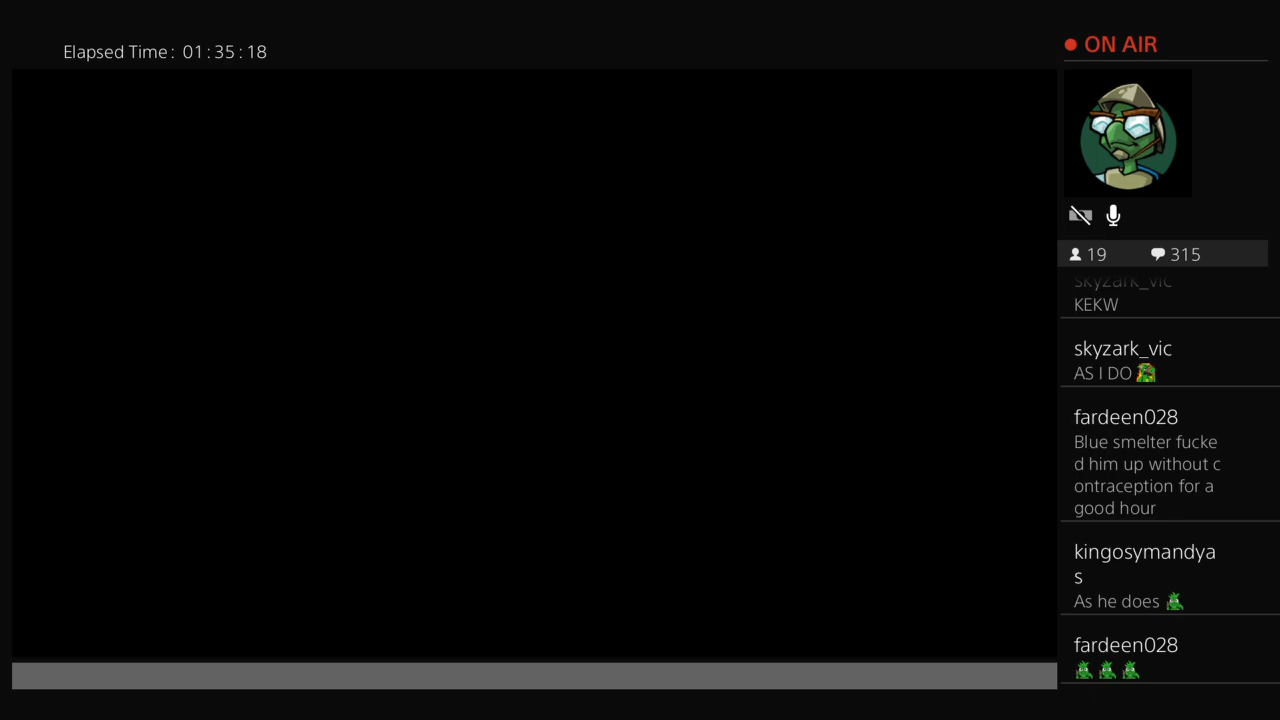 Elapsed Time: 01:35:18
ON AIR
19 315
skyzark_vic
KEKW
skyzark_vic
AS I DO
fardeen028
Blue smelter fucke
d him up without c
ontraception for a
good hour
kingosymandya
s
As he does
fardeen028